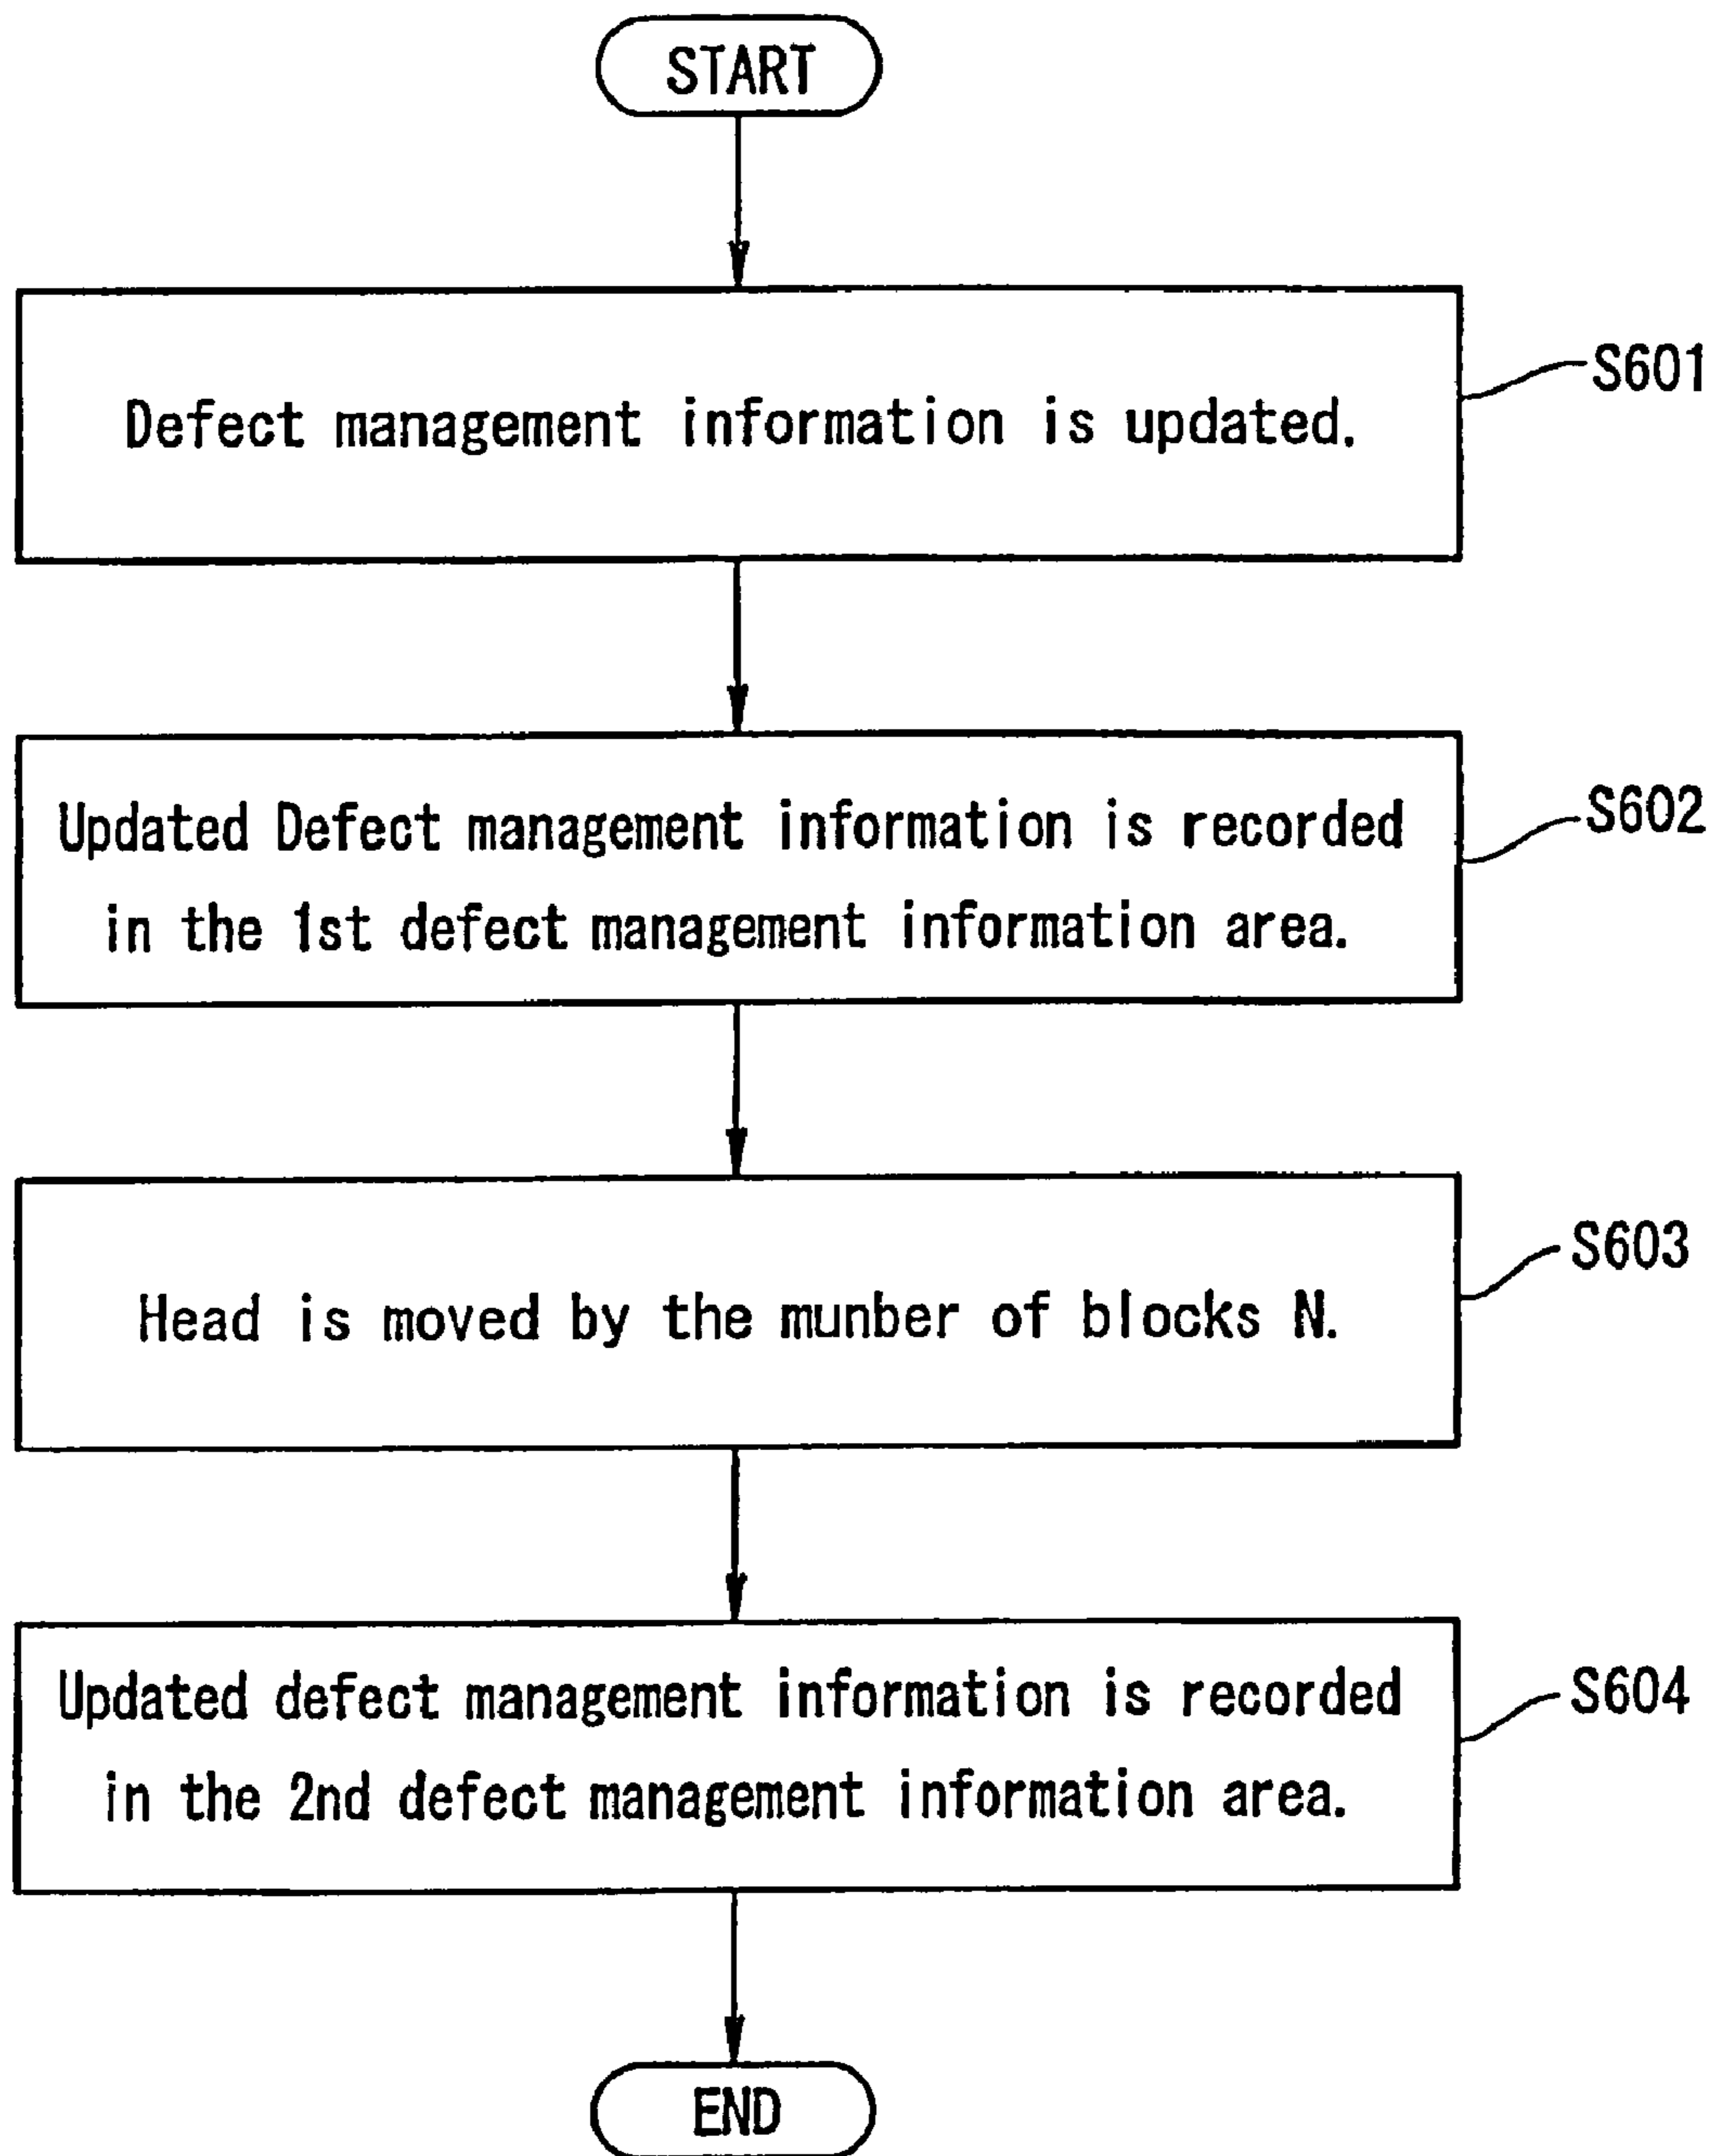 START
Defect management information is updated.
S601
Updated Defect management information is recorded
in the 1st defect management information area.
S602
Head is moved by the munber of blocks N.
S603
Updated defect management information is recorded
in the 2nd defect management information area.
S604
END